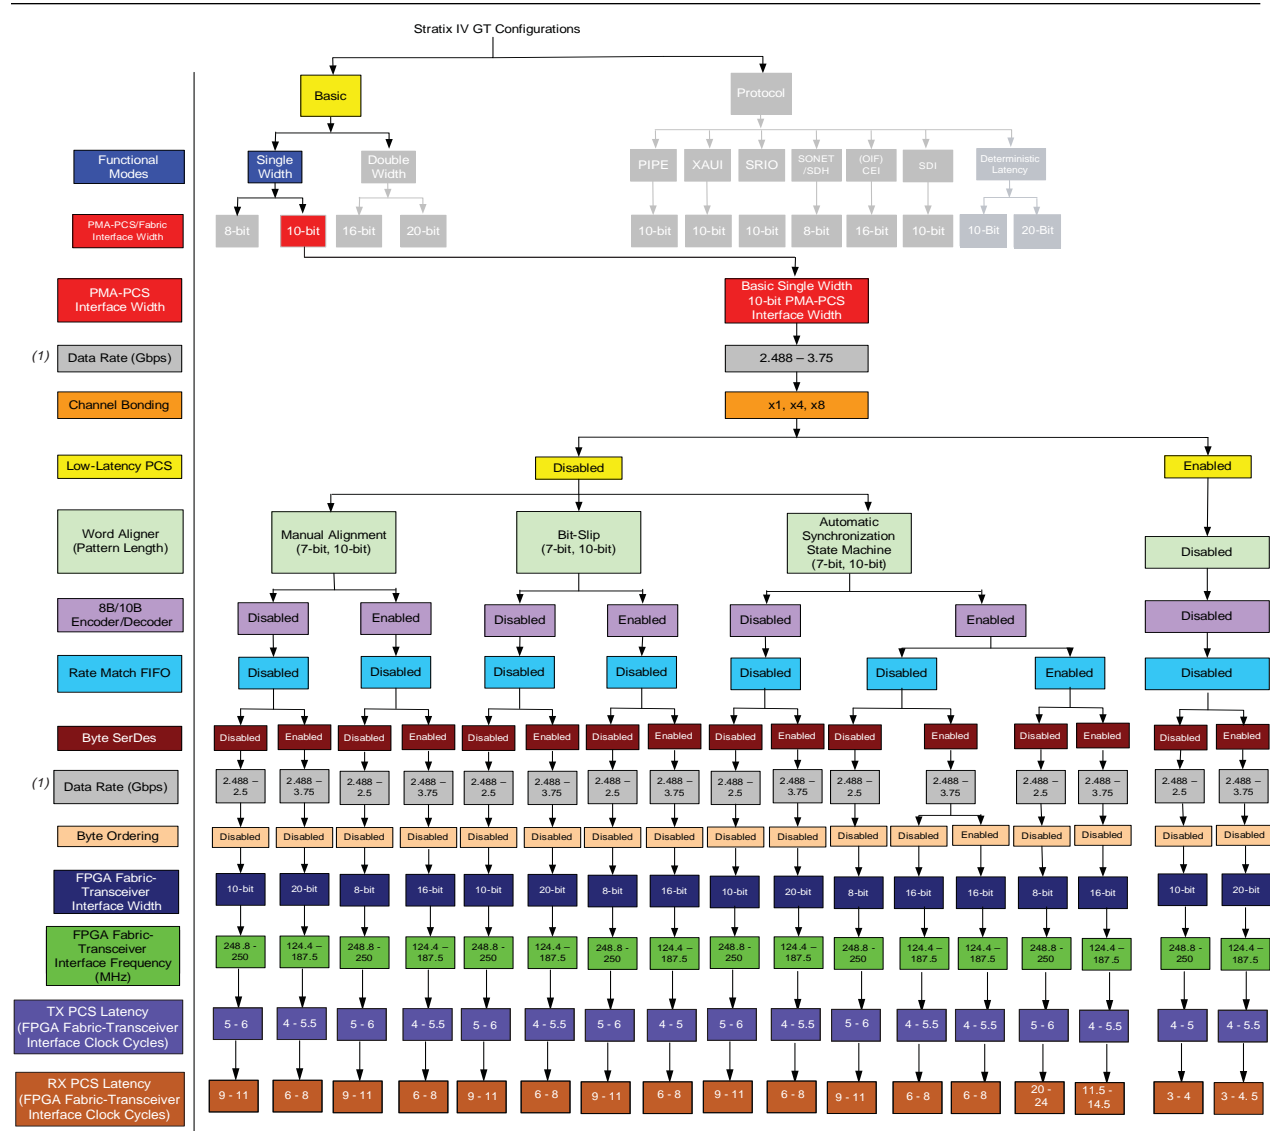 Stratix IV GT Configurations
Basic
Protocol
Functional
Modes
Single
Width
Double
Width
PIPE
XAUI
SRIO
SONET
/SDH
(OIF)
CEI
SDI
Deterministic
Latency
PMA-PCS/Fabric
Interface Width
8-bit
10-bit
16-bit
20-bit
10-bit
10-bit
10-bit
8-bit
16-bit
10-bit
10-Bit
20-Bit
PMA-PCS
Interface Width
Basic Single Width
10-bit PMA-PCS
Interface Width
(1)
Data Rate (Gbps)
2.488 – 3.75
Channel Bonding
x1, x4, x8
Low-Latency PCS
Disabled
Enabled
Word Aligner
(Pattern Length)
Manual Alignment
(7-bit, 10-bit)
Bit-Slip
(7-bit, 10-bit)
Automatic
Synchronization
State Machine
(7-bit, 10-bit)
Disabled
8B/10B
Encoder/Decoder
Disabled
Enabled
Disabled
Enabled
Disabled
Enabled
Disabled
Rate Match FIFO
Disabled
Disabled
Disabled
Disabled
Disabled
Disabled
Enabled
Disabled
Byte SerDes
Disabled
Enabled
Disabled
Enabled
Disabled
Enabled
Disabled
Enabled
Disabled
Enabled
Disabled
Enabled
Disabled
Enabled
Disabled
Enabled
(1)
Data Rate (Gbps)
2.488 –
2.5
2.488 –
3.75
2.488 –
2.5
2.488 –
3.75
2.488 –
2.5
2.488 –
3.75
2.488 –
2.5
2.488 –
3.75
2.488 –
2.5
2.488 –
3.75
2.488 –
2.5
2.488 –
3.75
2.488 –
2.5
2.488 –
3.75
2.488 –
2.5
2.488 –
3.75
Byte Ordering
Disabled
Disabled
Disabled
Disabled
Disabled
Disabled
Disabled
Disabled
Disabled
Disabled
Disabled
Disabled
Enabled
Disabled
Disabled
Disabled
Disabled
FPGA Fabric-
Transceiver
Interface Width
10-bit
20-bit
8-bit
16-bit
10-bit
20-bit
8-bit
16-bit
10-bit
20-bit
8-bit
16-bit
16-bit
8-bit
16-bit
10-bit
20-bit
FPGA Fabric-
Transceiver
Interface Frequency
(MHz)
248.8 -
250
124.4 –
187.5
248.8 -
250
124.4 –
187.5
248.8 -
250
124.4 –
187.5
248.8 -
250
124.4 –
187.5
248.8 -
250
124.4 –
187.5
248.8 -
250
124.4 –
187.5
124.4 –
187.5
248.8 -
250
124.4 –
187.5
248.8 -
250
124.4 –
187.5
TX PCS Latency
(FPGA Fabric-Transceiver
Interface Clock Cycles)
5 - 6
4 - 5.5
5 - 6
4 - 5.5
5 - 6
4 - 5.5
5 - 6
4 - 5
5 - 6
4 - 5.5
5 - 6
4 - 5.5
4 - 5.5
5 - 6
4 - 5.5
4 - 5
4 - 5.5
RX PCS Latency
(FPGA Fabric-Transceiver
Interface Clock Cycles)
9 - 11
6 - 8
9 - 11
6 - 8
9 - 11
6 - 8
9 - 11
6 - 8
9 - 11
6 - 8
9 - 11
6 - 8
6 - 8
20 -
24
11.5 -
14.5
3 - 4
3 - 4. 5